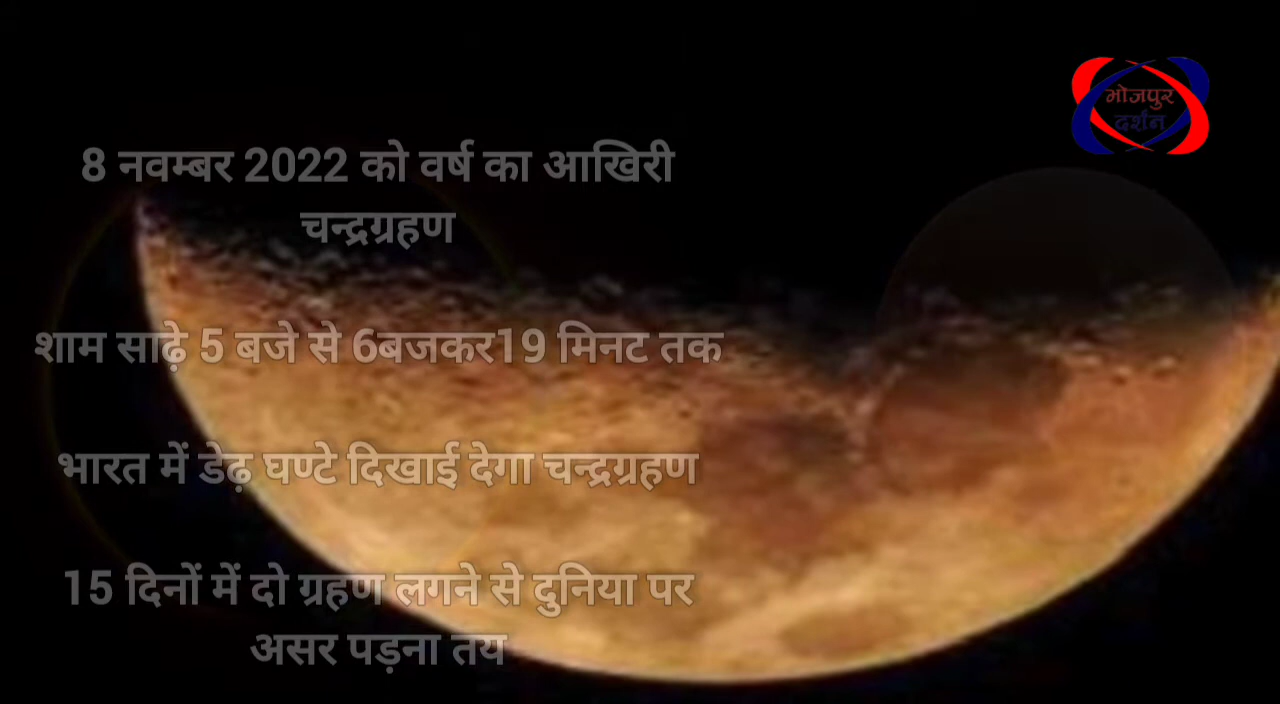 भोजपुर
दर्शन
8 नवम्बर 2022 को वर्ष का आखिरी
चन्द्रग्रहण
शाम साढ़े 5 बजे से 6बजकर19 मिनट तक
भारत में डेढ़ घण्टे दिखाई देगा चन्द्रग्रहण
15 दिनों में दो ग्रहण लगने से दुनिया पर
असर पड़ना तय